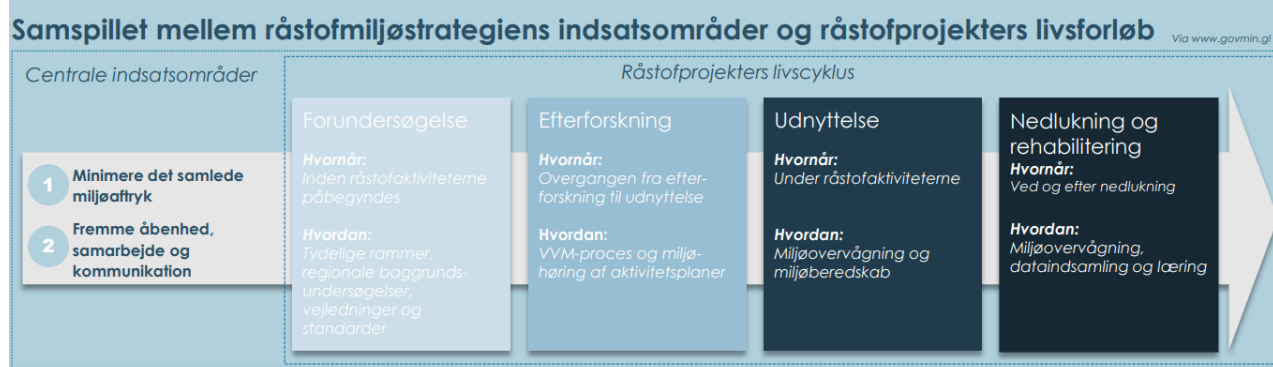 Samspillet mellem råstofmiljøstrategiens indsatsområder og råstofprojekters livsforløb
Via www.govmin.gl
Centrale indsatsområder
Råstofprojekters livscyklus
1
Minimere det samlede
miljøaftryk
2
Fremme åbenhed,
samarbejde og
kommunikation
Forundersøgelse
Hvornår:
Inden råstofaktiviteterne
påbegyndes
Hvordan:
Tydelige rammer,
regionale baggrunds-
undersøgelser,
vejledninger og
standarder
Efterforskning
Hvornår:
Overgangen fra efter-
forskning til udnyttelse
Hvordan:
VVM-proces og miljø-
høring af aktivitetsplaner
Udnyttelse
Hvornår:
Under råstofaktiviteterne
Hvordan:
Miljøovervågning og
miljøberedskab
Nedlukning og
rehabilitering
Hvornår:
Ved og efter nedlukning
Hvordan:
Miljøovervågning,
dataindsamling og læring